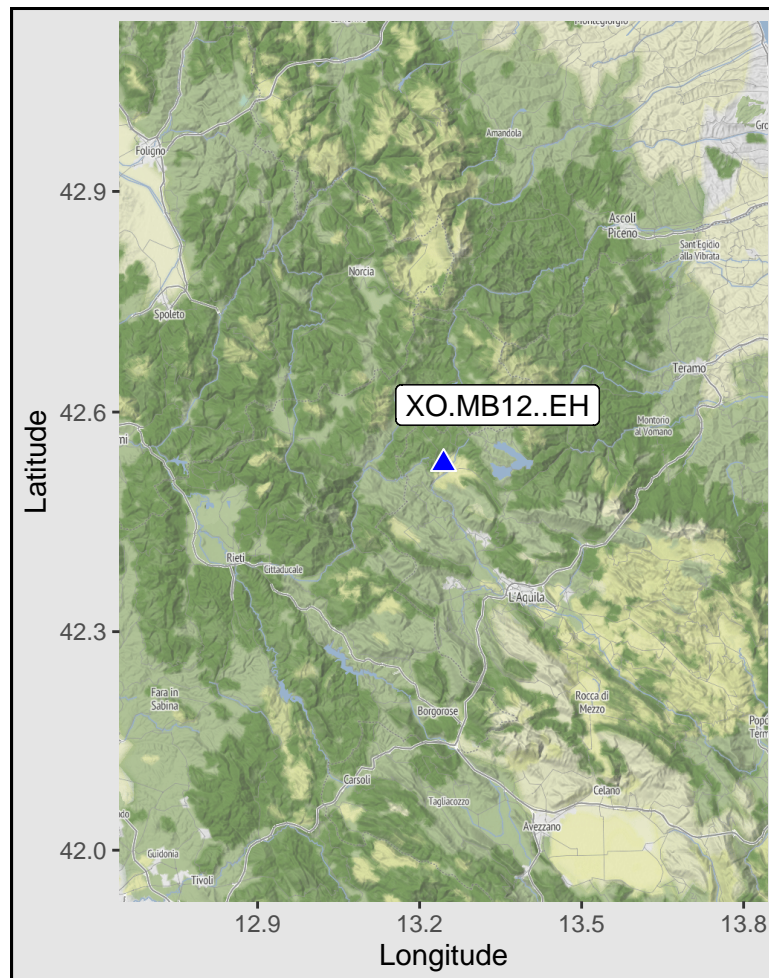 Amandola
Foligno
42.9
Ascoli
Piceno
Sant'Egidio
alla Vibrata
Norcia
Spoleto
Teramo
XO.MB12..EH
42.6
Montorio
al Vomano
Latitude
Rieti
Cittaducale
L'Aquila
42.3
Fara in
Sabina
Rocca di
Mezzo
Borgorose
Carsoli
Celano
Tagliacozzo
Avezzano
42.0
Guidonia
Tivoli
12.9
13.2
13.5
13.8
Longitude